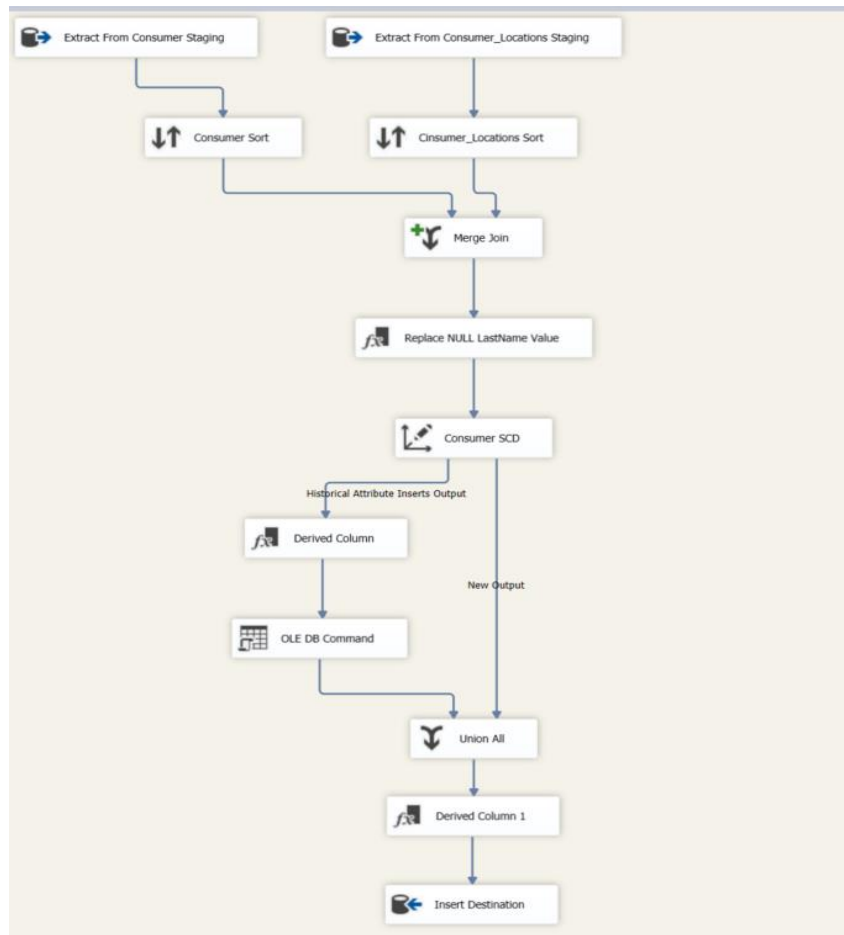 Extract From Consumer Staging
Extract From Consumer_Locations Staging
Consumer Sort
Cinsumer_Locations Sort
Merge Join
Replace NULL LastName Value
Consumer SCD
Historical Attribute Inserts Output
Derived Column
New Output
OLE DB Command
Union All
Derived Column 1
Insert Destination